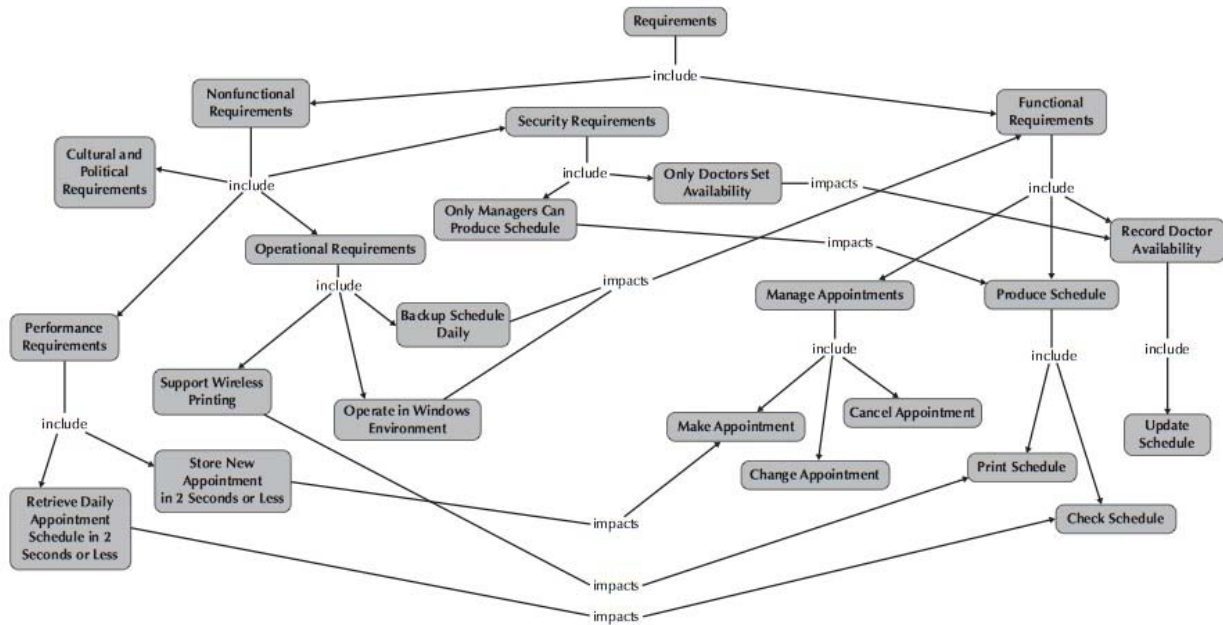 Requirements
include
Nonfunctional
Requirements
Functional
Requirements
Security Requirements
Cultural and
Political
Requirements
include
include
Only Doctors Set
Availability
impacts
include
Only Managers Can
Produce Schedule
Record Doctor
Availability
Operational Requirements
impacts
include
impacts
Manage Appointments
Produce Schedule
Backup Schedule
Daily
Performance
Requirements
include
include
include
Support Wireless
Printing
Operate in Windows
Environment
Make Appointment
Cancel Appointment
Update
Schedule
include
Change Appointment
Print Schedule
Store New
Appointment
in 2 Seconds or Less
Retrieve Daily
Appointment
Schedule in 2
Seconds or Less
impacts
Check Schedule
impacts
impacts